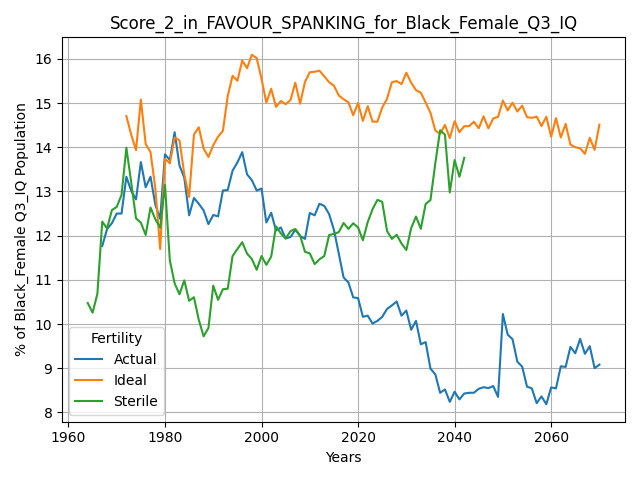 Score_2_in_FAVOUR_SPANKING_for_Black_Female_Q3_IQ
% of Black_Female Q3_IQ Population
16
15
14
13
12
11
10
9
8
Fertility
Actual
Ideal
Sterile
1960 1980 2000 2020 2040 2060
Years